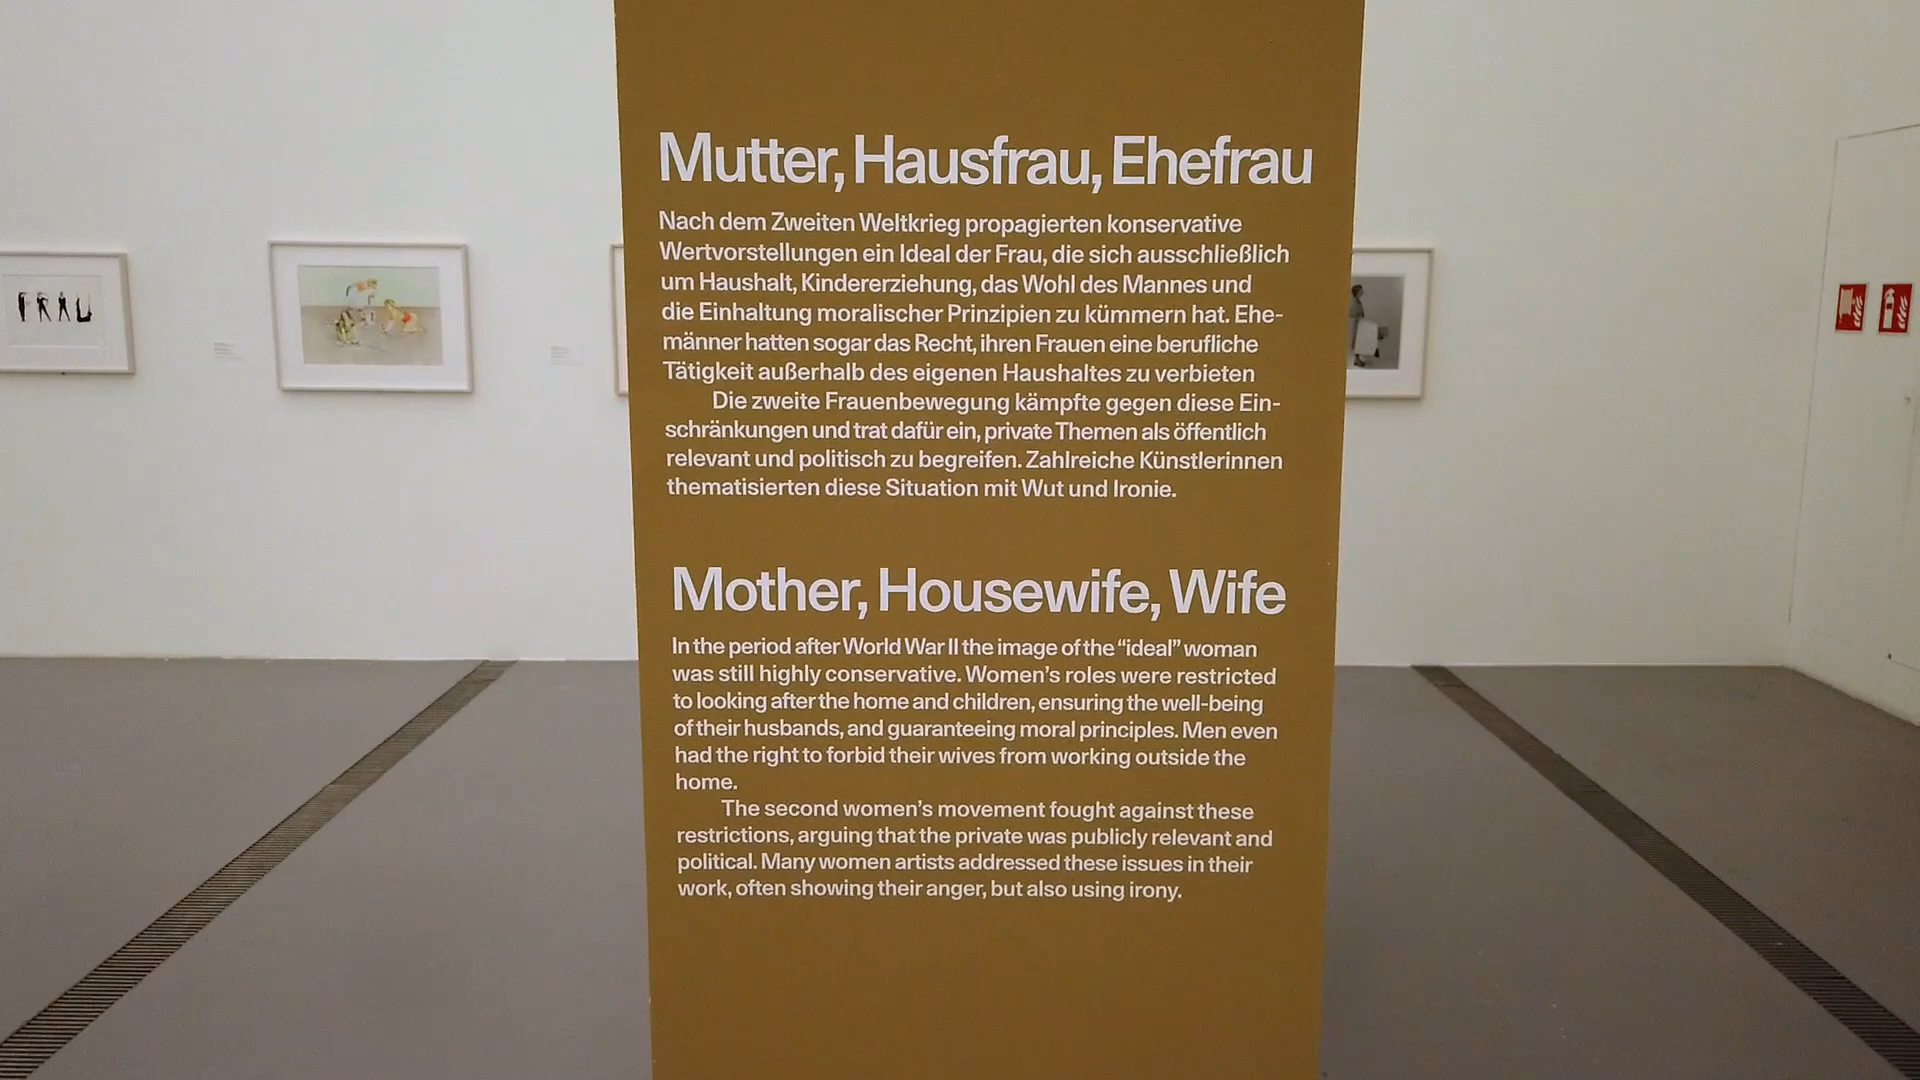 Mutter, Hausfrau, Ehefrau
Nach dem Zweiten Weltkrieg propagierten konservative
Wertvorstellungen ein Ideal der Frau, die sich ausschließlich
um Haushalt, Kindererziehung, das Wohl des Mannes und
die Einhaltung moralischer Prinzipien zu kümmern hat. Ehe-
männer hatten sogar das Recht, ihren Frauen eine berufliche
Tätigkeit außerhalb des eigenen Haushaltes zu verbieten
Die zweite Frauenbewegung kämpfte gegen diese Ein-
schränkungen und trat dafür ein, private Themen als öffentlich
relevant und politisch zu begreifen. Zahlreiche Künstlerinnen
thematisierten diese Situation mit Wut und Ironie.
Mother, Housewife, Wife
In the period after World War II the image of the “ideal” woman
was still highly conservative. Women’s roles were restricted
to looking after the home and children, ensuring the well-being
of their husbands, and guaranteeing moral principles. Men even
had the right to forbid their wives from working outside the
home.
The second women’s movement fought against these
restrictions, arguing that the private was publicly relevant and
political. Many women artists addressed these issues in their
work, often showing their anger, but also using irony.